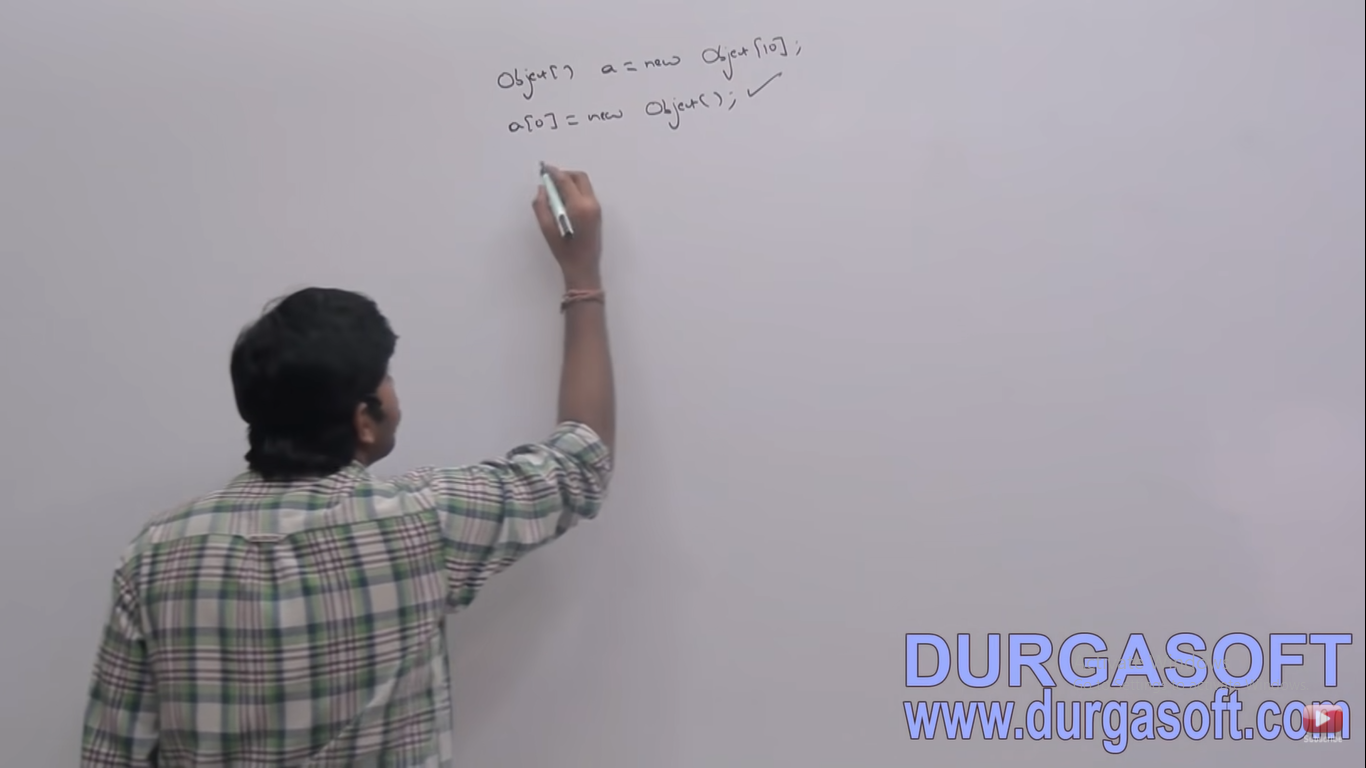 Object[] a = new Object[10];
a[0] = new Object(); ✓
DURGASOFT
www.durgasoft.com